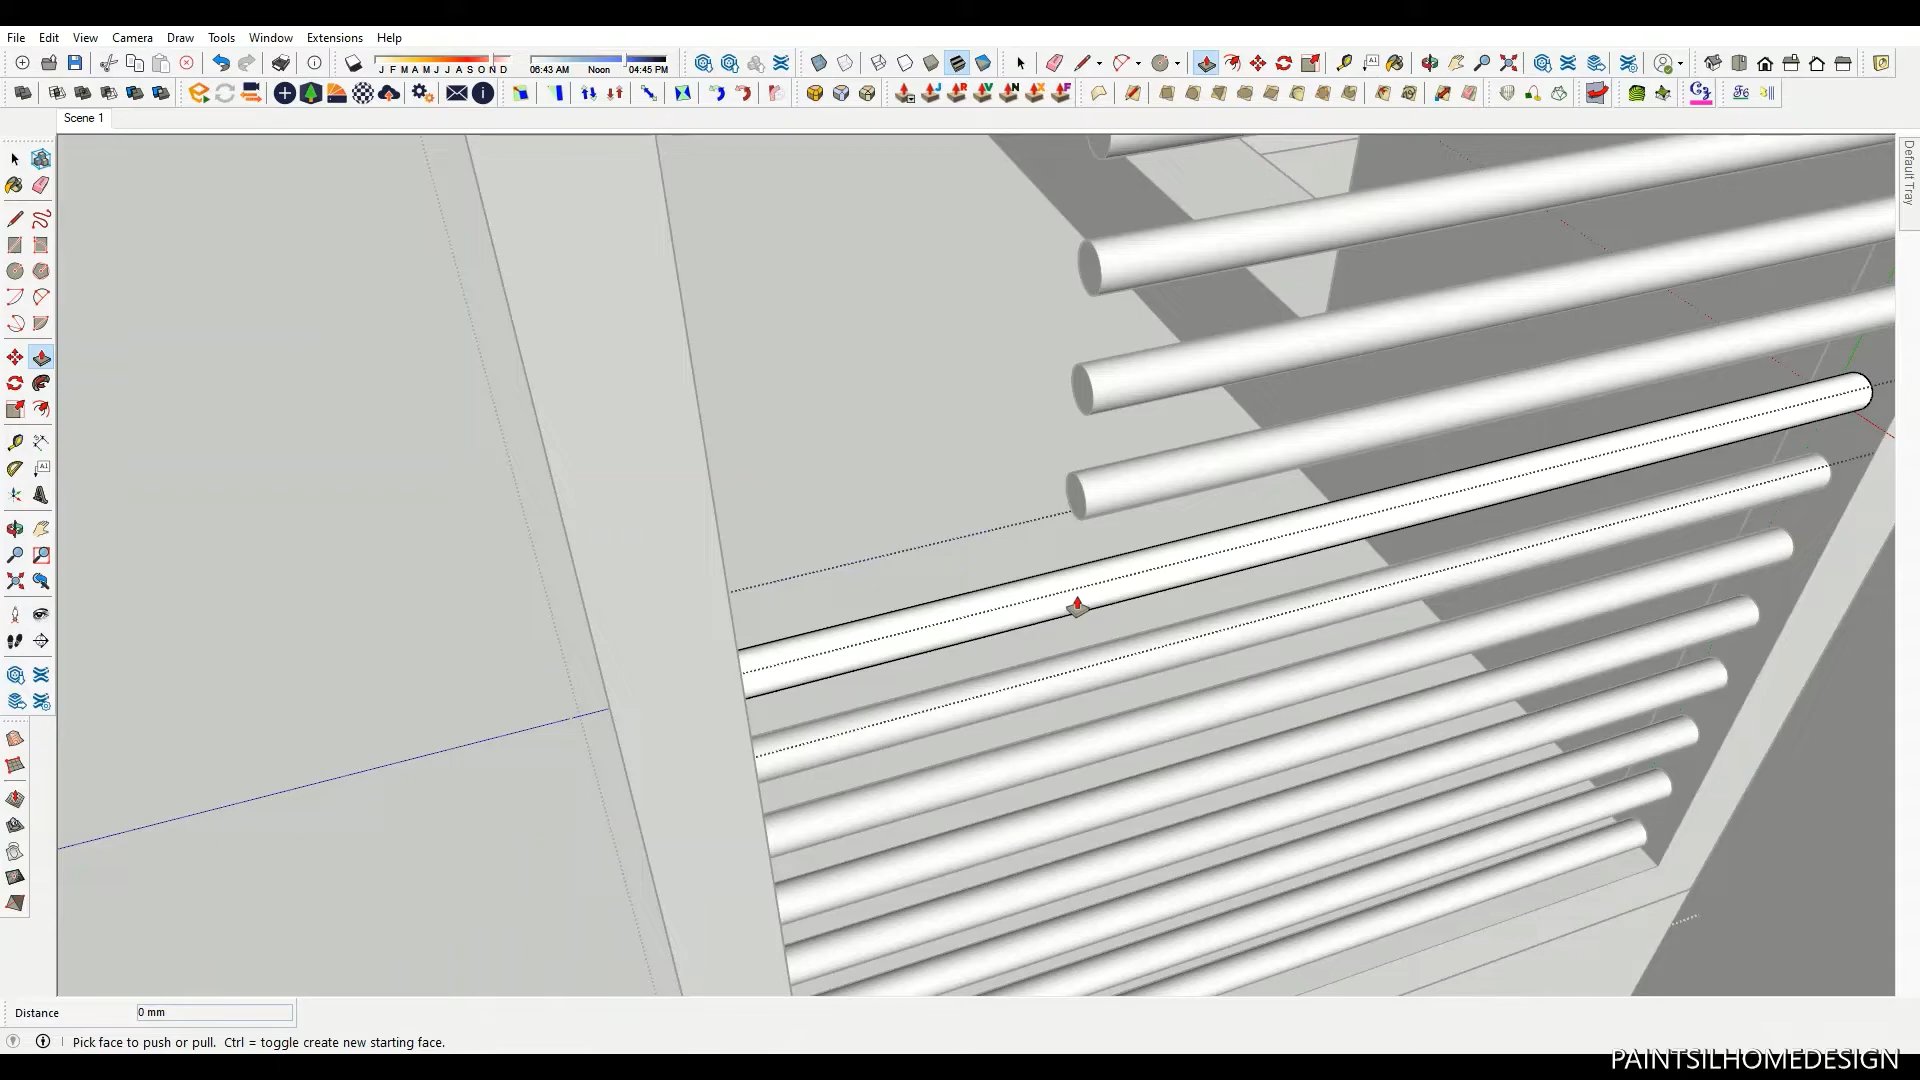 File Edit View Camera Draw Tools Window Extensions Help
J F M A M J J A S O N D
06:43 AM Noon 04:45 PM
Scene 1
Default Tray
Distance 0 mm
Pick face to push or pull. Ctrl = toggle create new starting face.
PAINTSILHOMEDESIGN